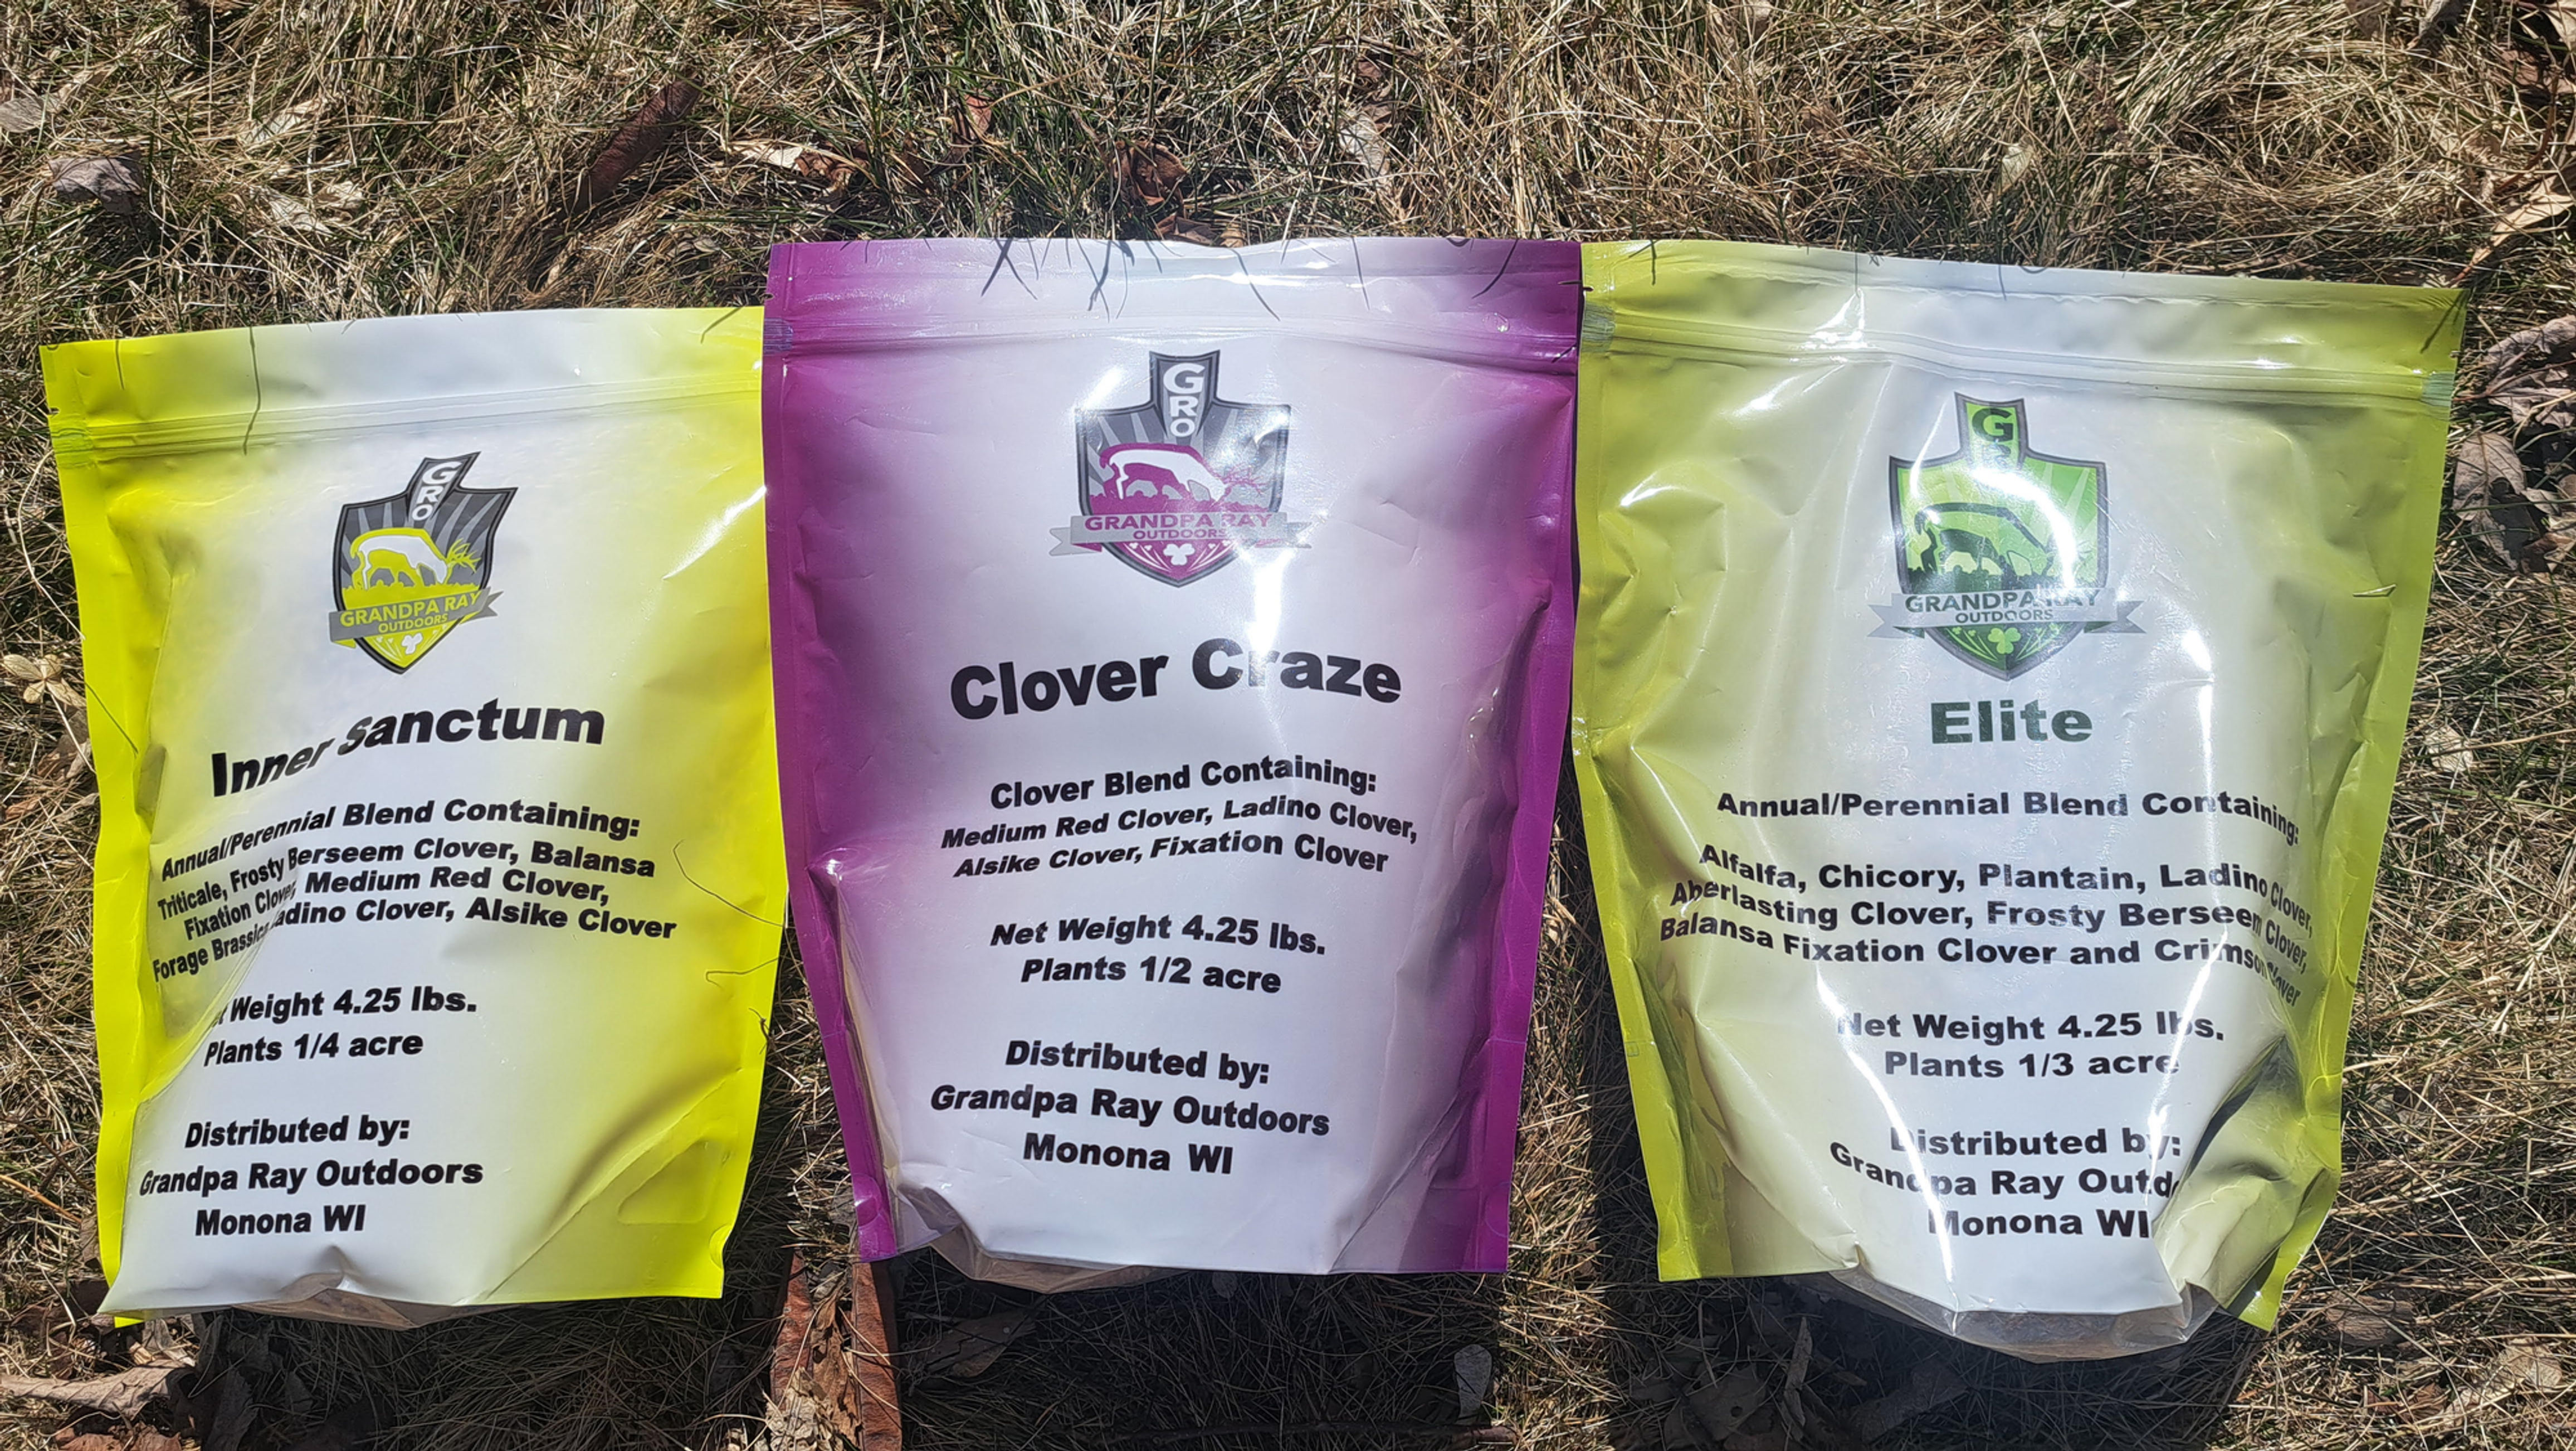 GRO
GRANDPA RAY
OUTDOORS
Inner Sanctum
Annual/Perennial Blend Containing:
Triticale, Frosty Berseem Clover, Balansa
Fixation Clover, Medium Red Clover,
Forage Brassica Ladino Clover, Alsike Clover
Weight 4.25 lbs.
Plants 1/4 acre
Distributed by:
Grandpa Ray Outdoors
Monona WI
GRO
GRANDPA RAY
OUTDOORS
Clover Craze
Clover Blend Containing:
Medium Red Clover, Ladino Clover,
Alsike Clover, Fixation Clover
Net Weight 4.25 lbs.
Plants 1/2 acre
Distributed by:
Grandpa Ray Outdoors
Monona WI
G
GRANDPA RAY
OUTDOORS
Elite
Annual/Perennial Blend Containing:
Alfalfa, Chicory, Plantain, Ladino Clover,
Aberlasting Clover, Frosty Berseem Clover,
Balansa Fixation Clover and Crimson Clover
Net Weight 4.25 lbs.
Plants 1/3 acre
Distributed by:
Grandpa Ray Outd
Monona WI